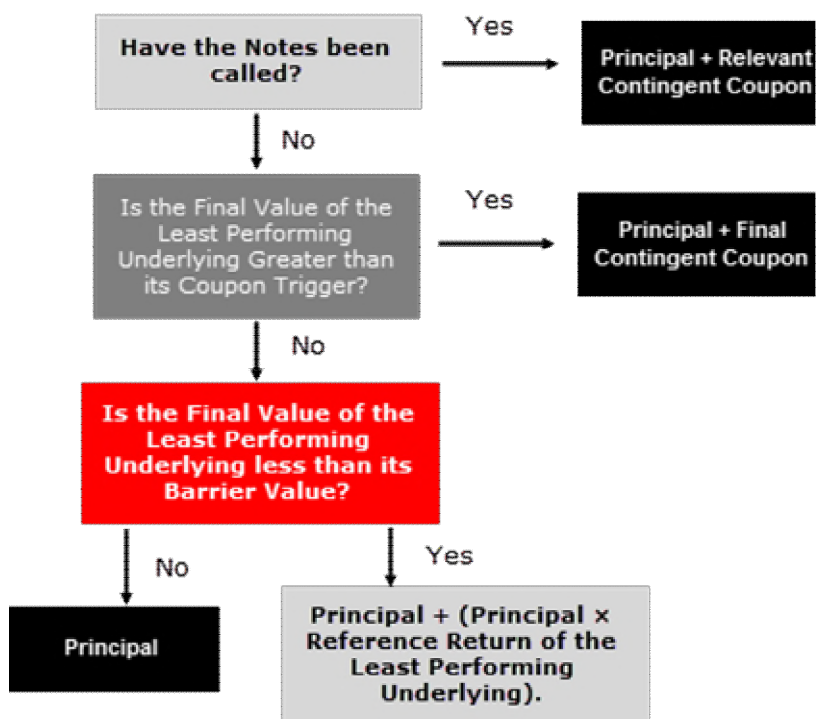 Have the Notes been
called?
Yes
Principal + Relevant
Contingent Coupon
No
Is the Final Value of the
Least Performing
Underlying Greater than
its Coupon Trigger?
Yes
Principal + Final
Contingent Coupon
No
Is the Final Value of the
Least Performing
Underlying less than its
Barrier Value?
No
Yes
Principal
Principal + (Principal ×
Reference Return of the
Least Performing
Underlying).